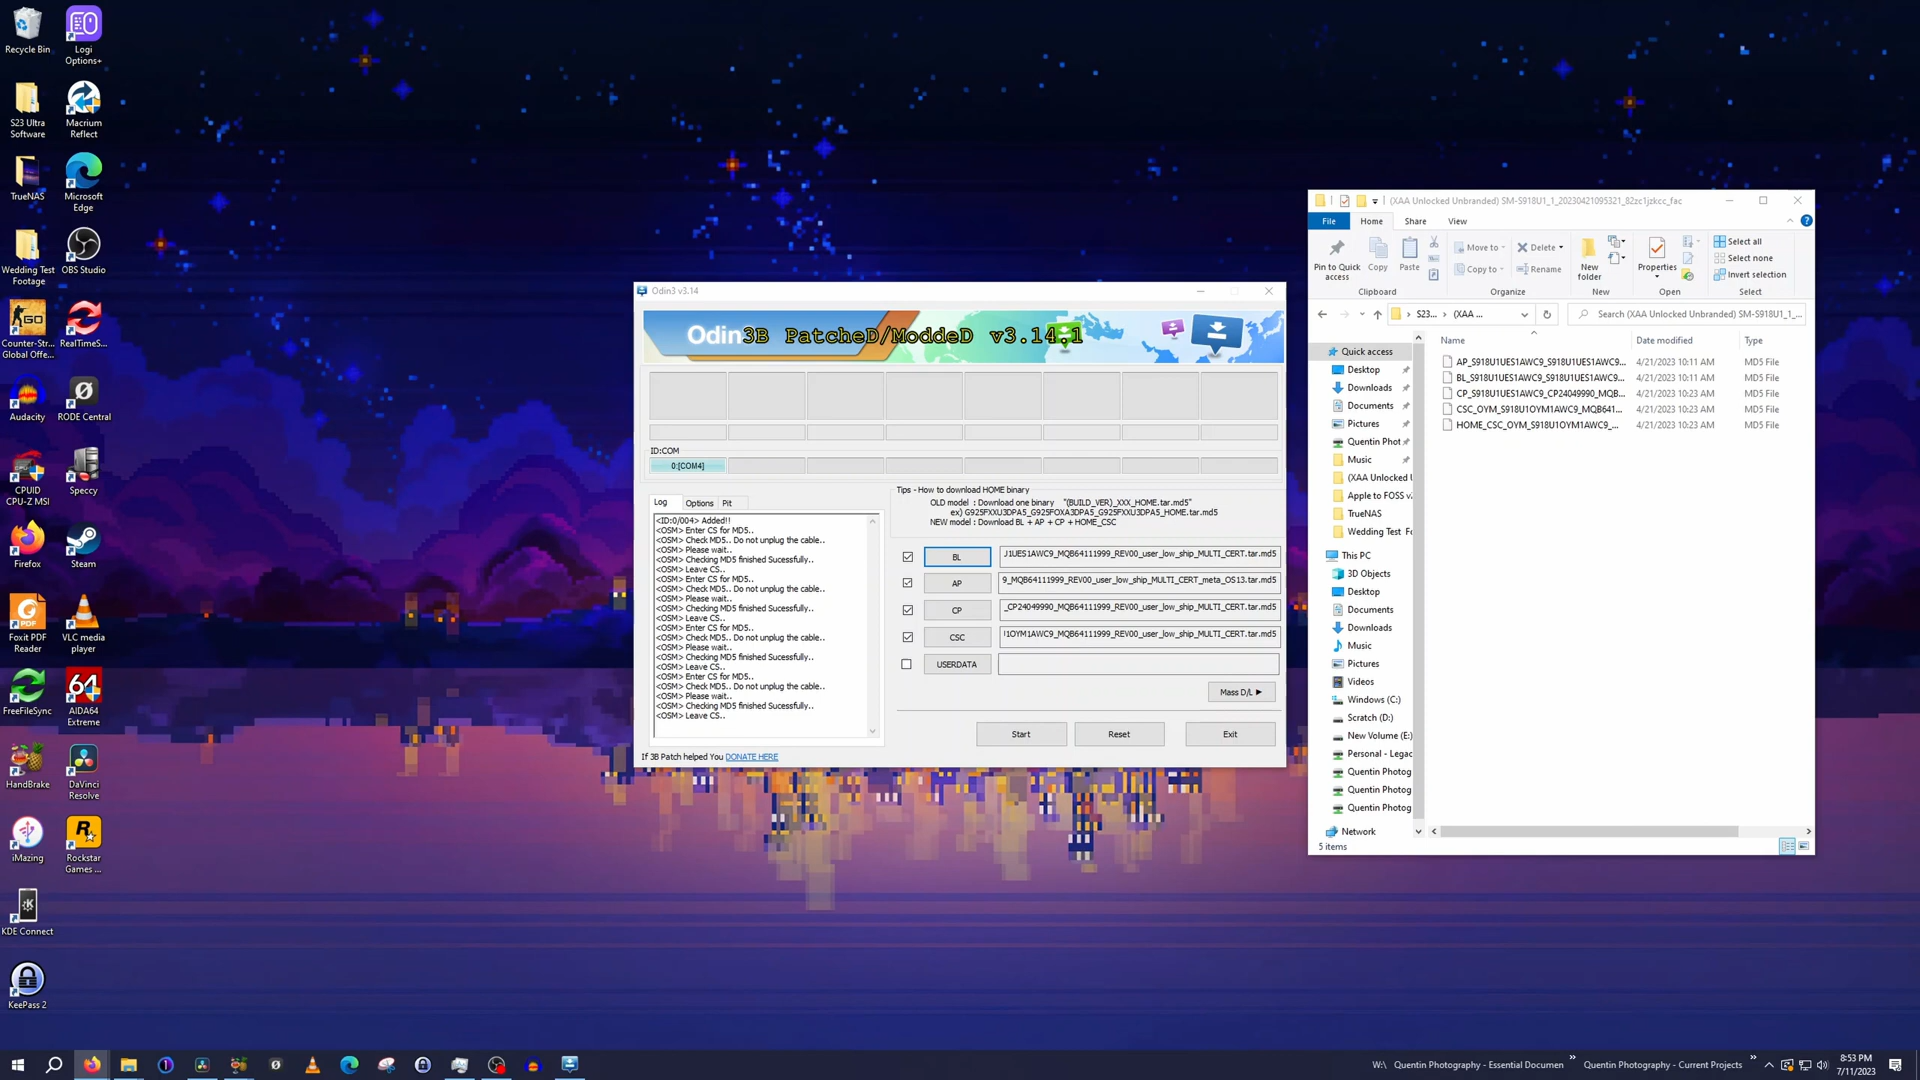 Recycle Bin
Logi
Options+
S23 Ultra
Software
Macrium
Reflect
TrueNAS
Microsoft
Edge
Wedding Test
Footage
OBS Studio
Counter-Str...
Global Offe...
RealTimeS...
Audacity
RODE Central
CPUID
CPU-Z MSI
Speccy
Firefox
Steam
Foxit PDF
Reader
VLC media
player
FreeFileSync
AIDA64
Extreme
HandBrake
DaVinci
Resolve
iMazing
Rockstar
Games ...
KDE Connect
KeePass 2
Odin3 v3.14
Odin3B PatcheD/ModdeD v3.14.1
ID:COM
0:[COM4]
Log
Options
Pit
<ID:0/004> Added!!
<OSM> Enter CS for MD5..
<OSM> Check MD5.. Do not unplug the cable..
<OSM> Please wait..
<OSM> Checking MD5 finished Sucessfully..
<OSM> Leave CS..
<OSM> Enter CS for MD5..
<OSM> Check MD5.. Do not unplug the cable..
<OSM> Please wait..
<OSM> Checking MD5 finished Sucessfully..
<OSM> Leave CS..
<OSM> Enter CS for MD5..
<OSM> Check MD5.. Do not unplug the cable..
<OSM> Please wait..
<OSM> Checking MD5 finished Sucessfully..
<OSM> Leave CS..
<OSM> Enter CS for MD5..
<OSM> Check MD5.. Do not unplug the cable..
<OSM> Please wait..
<OSM> Checking MD5 finished Sucessfully..
<OSM> Leave CS..
Tips - How to download HOME binary
OLD model : Download one binary "(BUILD_VER)_XXX_HOME.tar.md5"
ex) G925FXXU3DPA5_G925FOXA3DPA5_G925FXXU3DPA5_HOME.tar.md5
NEW model : Download BL + AP + CP + HOME_CSC
BL
J1UES1AWC9_MQB64111999_REV00_user_low_ship_MULTI_CERT.tar.md5
AP
9_MQB64111999_REV00_user_low_ship_MULTI_CERT_meta_OS13.tar.md5
CP
_CP24049990_MQB64111999_REV00_user_low_ship_MULTI_CERT.tar.md5
CSC
1OYM1AWC9_MQB64111999_REV00_user_low_ship_MULTI_CERT.tar.md5
USERDATA
Mass D/L
Start
Reset
Exit
If 3B Patch helped You DONATE HERE
(XAA Unlocked Unbranded) SM-S918U1_1_20230421095321_82zc1jzkcc_fac
File
Home
Share
View
Pin to Quick
access
Copy
Paste
Move to
Copy to
Delete
Rename
New
folder
Properties
Select all
Select none
Invert selection
Clipboard
Organize
New
Open
Select
S23...
(XAA ...
Search (XAA Unlocked Unbranded) SM-S918U1_1_...
Name
Date modified
Type
AP_S918U1UES1AWC9_S918U1UES1AWC9... 4/21/2023 10:11 AM MD5 File
BL_S918U1UES1AWC9_S918U1UES1AWC9... 4/21/2023 10:11 AM MD5 File
CP_S918U1UES1AWC9_CP24049990_MQB... 4/21/2023 10:23 AM MD5 File
CSC_OYM_S918U1OYM1AWC9_MQB641... 4/21/2023 10:23 AM MD5 File
HOME_CSC_OYM_S918U1OYM1AWC9_... 4/21/2023 10:23 AM MD5 File
Quick access
Desktop
Downloads
Documents
Pictures
Quentin Phot
Music
(XAA Unlocked
Apple to FOSS v
TrueNAS
Wedding Test Fo
This PC
3D Objects
Desktop
Documents
Downloads
Music
Pictures
Videos
Windows (C:)
Scratch (D:)
New Volume (E:)
Personal - Legac
Quentin Photog
Quentin Photog
Quentin Photog
Network
5 items
W:\
Quentin Photography - Essential Documen
Quentin Photography - Current Projects
8:53 PM
7/11/2023